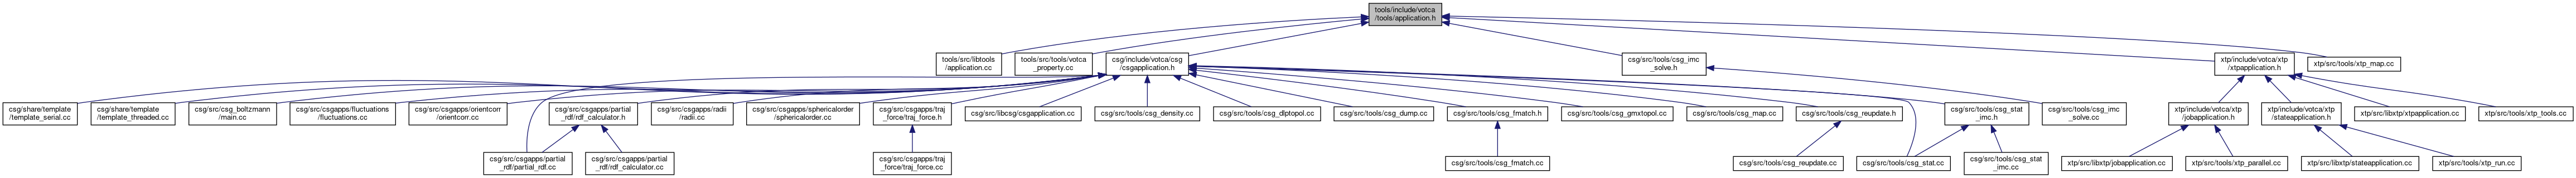 tools/include/votca
/tools/application.h
tools/src/libtools
/application.cc
tools/src/tools/votca
_property.cc
csg/include/votca/csg
/csgapplication.h
csg/src/tools/csg_imc
_solve.h
xtp/include/votca/xtp
/xtpapplication.h
xtp/src/tools/xtp_map.cc
csg/share/template
/template_serial.cc
csg/share/template
/template_threaded.cc
csg/src/csg_boltzmann
/main.cc
csg/src/csgapps/fluctuations
/fluctuations.cc
csg/src/csgapps/orientcorr
/orientcorr.cc
csg/src/csgapps/partial
_rdf/rdf_calculator.h
csg/src/csgapps/radii
/radii.cc
csg/src/csgapps/sphericalorder
/sphericalorder.cc
csg/src/csgapps/traj
_force/traj_force.h
csg/src/libcsg/csgapplication.cc
csg/src/tools/csg_density.cc
csg/src/tools/csg_dlptopol.cc
csg/src/tools/csg_dump.cc
csg/src/tools/csg_fmatch.h
csg/src/tools/csg_gmxtopol.cc
csg/src/tools/csg_map.cc
csg/src/tools/csg_reupdate.h
csg/src/tools/csg_stat
_imc.h
csg/src/tools/csg_imc
_solve.cc
xtp/include/votca/xtp
/jobapplication.h
xtp/include/votca/xtp
/stateapplication.h
xtp/src/libxtp/xtpapplication.cc
xtp/src/tools/xtp_tools.cc
csg/src/csgapps/partial
_rdf/partial_rdf.cc
csg/src/csgapps/partial
_rdf/rdf_calculator.cc
csg/src/csgapps/traj
_force/traj_force.cc
csg/src/tools/csg_fmatch.cc
csg/src/tools/csg_reupdate.cc
csg/src/tools/csg_stat.cc
csg/src/tools/csg_stat
_imc.cc
xtp/src/libxtp/jobapplication.cc
xtp/src/tools/xtp_parallel.cc
xtp/src/libxtp/stateapplication.cc
xtp/src/tools/xtp_run.cc